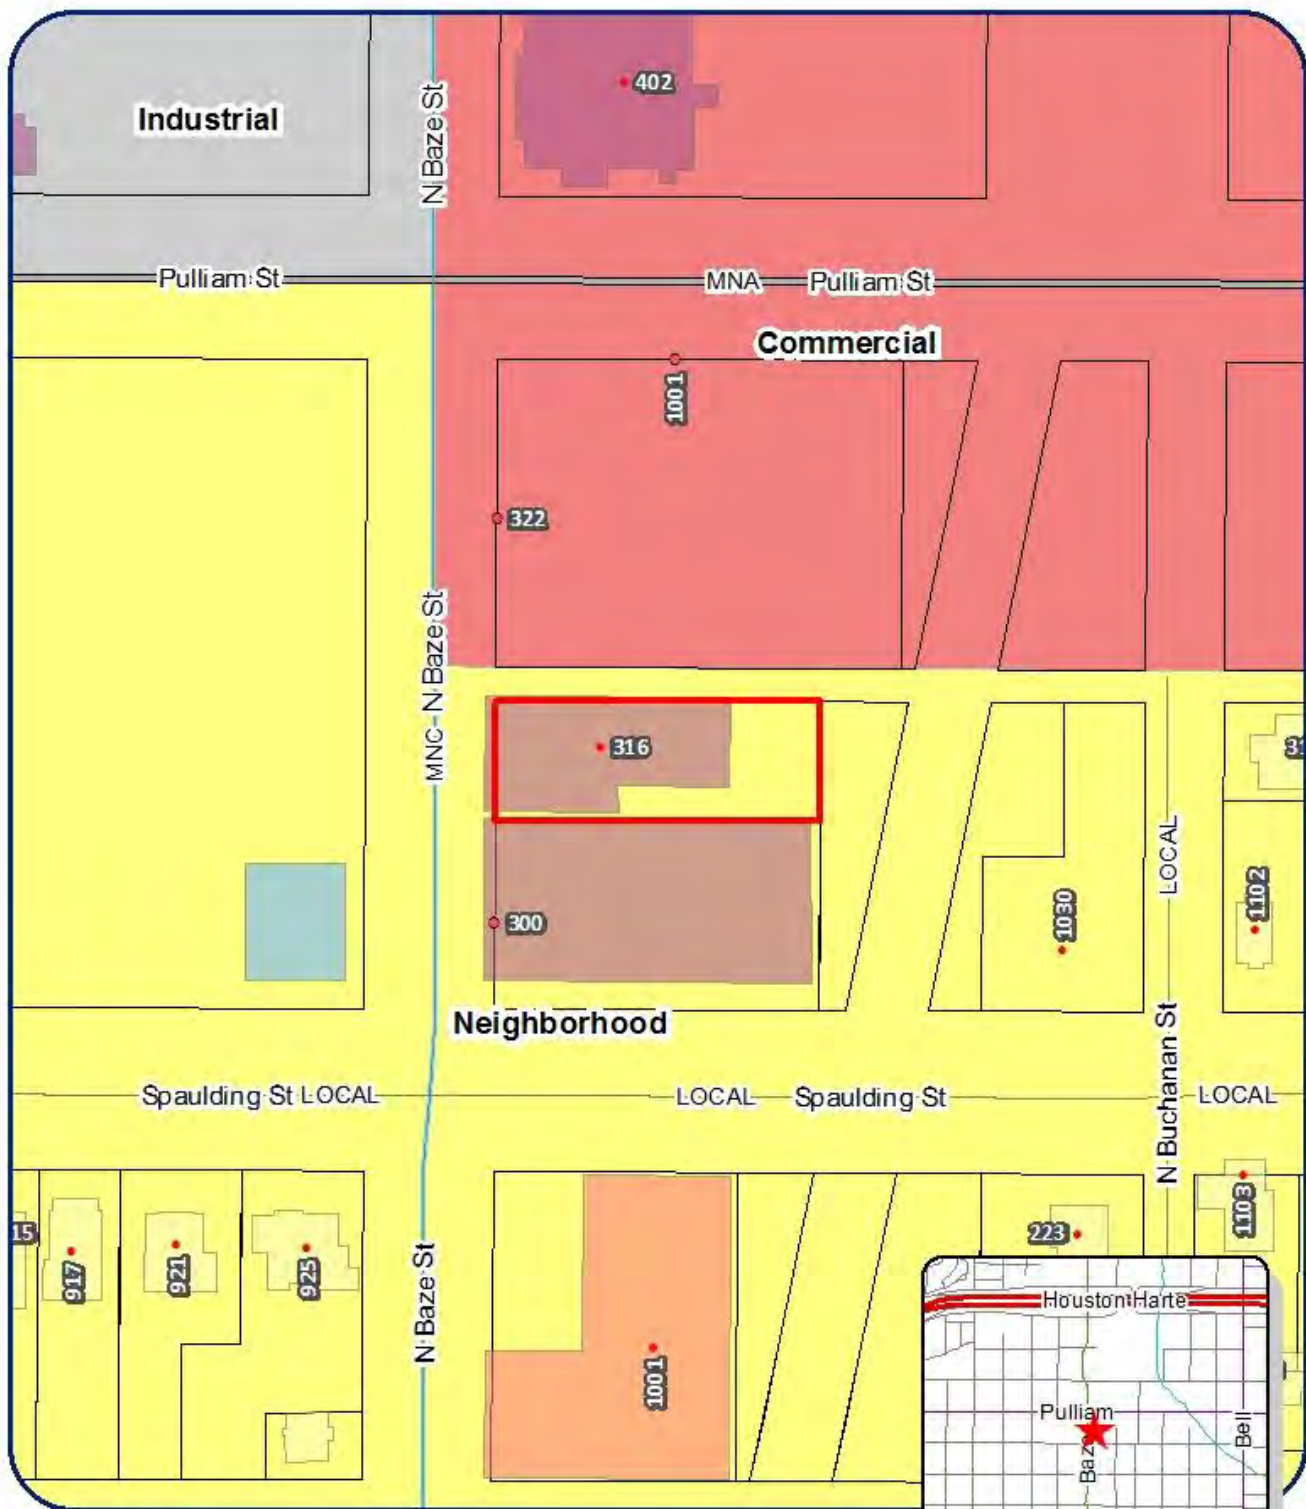 402
Industrial
N Baze St
Pulliam St
MNA
Pulliam St
Commercial
1001
322
N Baze St
MNC
316
31
300
LOCAL
1102
1030
Neighborhood
N Buchanan St
Spaulding St
LOCAL
LOCAL
Spaulding St
LOCAL
15
917
921
925
N Baze St
1001
223
1103
Houston Harte
Pulliam
Baze
Bell